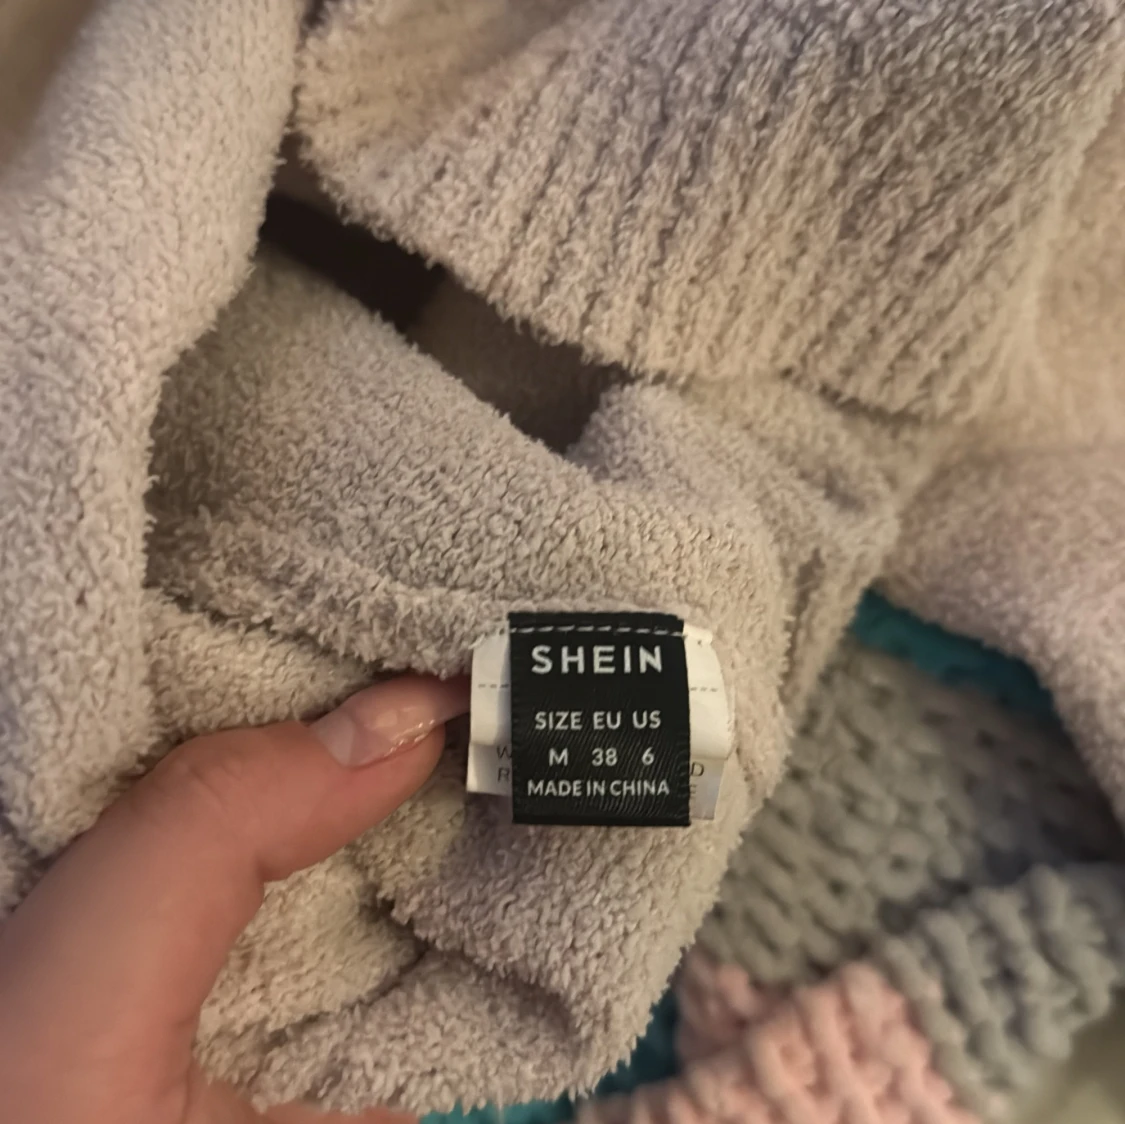 SHEIN
SIZE EU US
M 38 6
MADE IN CHINA